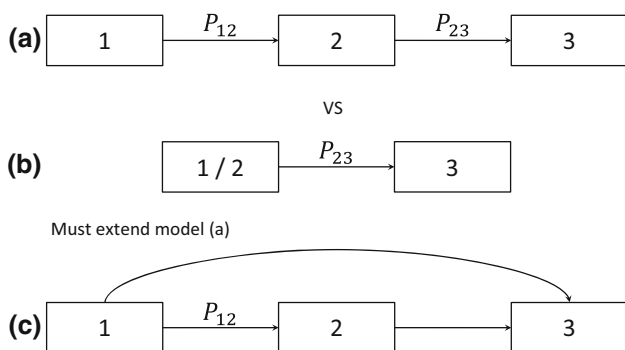 (a) 1 P₁₂ 2 P₂₃ 3
VS
(b) 1 / 2 P₂₃ 3
Must extend model (a)
(c) 1 P₁₂ 2 3